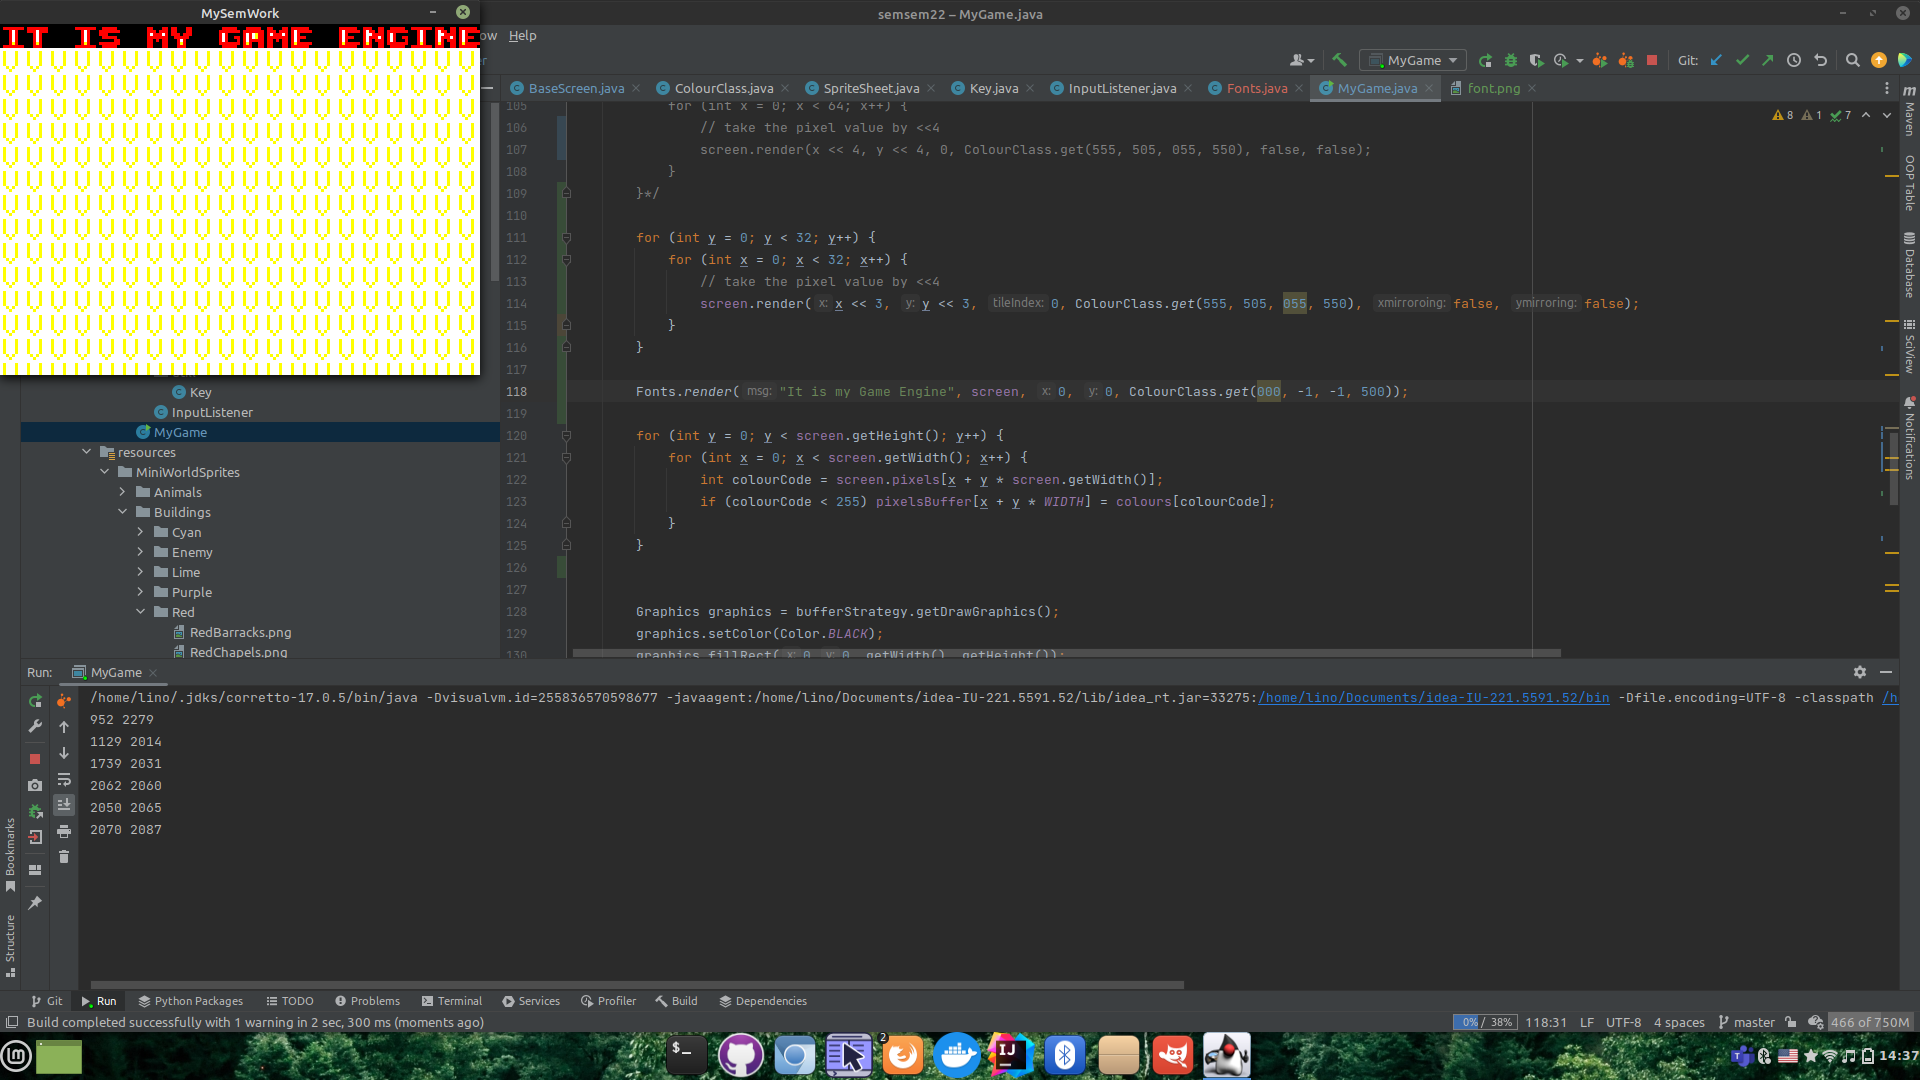 MySemWork
IT IS MY GAME ENGINE
semsem22 – MyGame.java
Help
MyGame
Git:
BaseScreen.java
ColourClass.java
SpriteSheet.java
Key.java
InputListener.java
Fonts.java
MyGame.java
font.png
8 1 7
105 for (int x = 0; x < 64; x++) {
106 // take the pixel value by <<4
107 screen.render(x << 4, y << 4, 0, ColourClass.get(555, 505, 055, 550), false, false);
108 }
109 }*/
110
111 for (int y = 0; y < 32; y++) {
112 for (int x = 0; x < 32; x++) {
113 // take the pixel value by <<4
114 screen.render( x: x << 3, y: y << 3, tileIndex: 0, ColourClass.get(555, 505, 055, 550), xmirroroing: false, ymirroring: false);
115 }
116 }
117
118 Fonts.render( msg: "It is my Game Engine", screen, x: 0, y: 0, ColourClass.get(000, -1, -1, 500));
119
120 for (int y = 0; y < screen.getHeight(); y++) {
121 for (int x = 0; x < screen.getWidth(); x++) {
122 int colourCode = screen.pixels[x + y * screen.getWidth()];
123 if (colourCode < 255) pixelsBuffer[x + y * WIDTH] = colours[colourCode];
124 }
125 }
126
127
128 Graphics graphics = bufferStrategy.getDrawGraphics();
129 graphics.setColor(Color.BLACK);
130 graphics.fillRect( x: 0, y: 0, getWidth(), getHeight());
Key
InputListener
MyGame
resources
MiniWorldSprites
Animals
Buildings
Cyan
Enemy
Lime
Purple
Red
RedBarracks.png
RedChapels.png
Maven
OOP Table
Database
SciView
Notifications
Run: MyGame
/home/lino/.jdks/corretto-17.0.5/bin/java -Dvisualvm.id=255836570598677 -javaagent:/home/lino/Documents/idea-IU-221.5591.52/lib/idea_rt.jar=33275:/home/lino/Documents/idea-IU-221.5591.52/bin -Dfile.encoding=UTF-8 -classpath /h
952 2279
1129 2014
1739 2031
2062 2060
2050 2065
2070 2087
Bookmarks
Structure
Git Run Python Packages TODO Problems Terminal Services Profiler Build Dependencies
Build completed successfully with 1 warning in 2 sec, 300 ms (moments ago)
0% / 38% 118:31 LF UTF-8 4 spaces master 466 of 750M
2
IJ
14:37